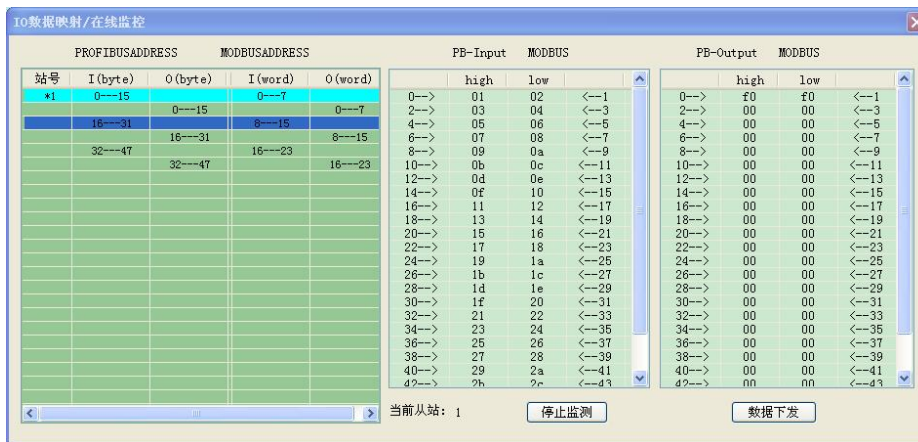 IO数据映射/在线监控
PROFIBUSADDRESS MODBUSADDRESS PB-Input MODBUS PB-Output MODBUS
站号 I(byte) O(byte) I(word) O(word) high low high low
*1 0---15 0---7 0--> 01 02 <--1 0--> f0 f0 <--1
0---15 0---7 2--> 03 04 <--3 2--> 00 00 <--3
16---31 8---15 4--> 05 06 <--5 4--> 00 00 <--5
16---31 8---15 6--> 07 08 <--7 6--> 00 00 <--7
32---47 16---23 8--> 09 0a <--9 8--> 00 00 <--9
32---47 16---23 10--> 0b 0c <--11 10--> 00 00 <--11
12--> 0d 0e <--13 12--> 00 00 <--13
14--> 0f 10 <--15 14--> 00 00 <--15
16--> 11 12 <--17 16--> 00 00 <--17
18--> 13 14 <--19 18--> 00 00 <--19
20--> 15 16 <--21 20--> 00 00 <--21
22--> 17 18 <--23 22--> 00 00 <--23
24--> 19 1a <--25 24--> 00 00 <--25
26--> 1b 1c <--27 26--> 00 00 <--27
28--> 1d 1e <--29 28--> 00 00 <--29
30--> 1f 20 <--31 30--> 00 00 <--31
32--> 21 22 <--33 32--> 00 00 <--33
34--> 23 24 <--35 34--> 00 00 <--35
36--> 25 26 <--37 36--> 00 00 <--37
38--> 27 28 <--39 38--> 00 00 <--39
40--> 29 2a <--41 40--> 00 00 <--41
42--> 2b 2c <--43 42--> 00 00 <--43
当前从站: 1 停止监测 数据下发